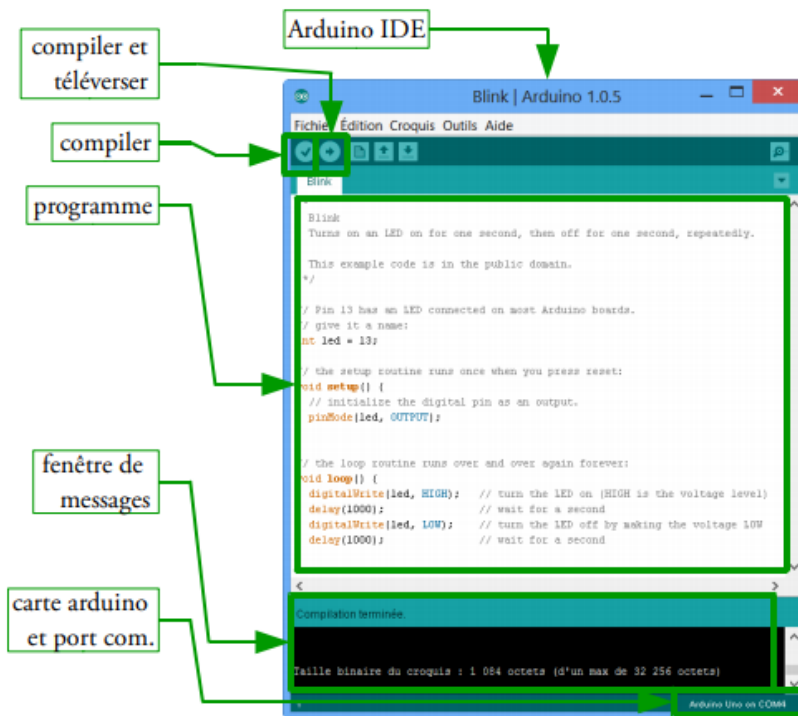 Arduino IDE
compiler et
téléverser
compiler
programme
fenêtre de
messages
carte arduino
et port com.
Blink | Arduino 1.0.5
Fichier Édition Croquis Outils Aide
Blink
Blink
Turns on an LED on for one second, then off for one second, repeatedly.
This example code is in the public domain.
*/
// Pin 13 has an LED connected on most Arduino boards.
// give it a name:
int led = 13;
// the setup routine runs once when you press reset:
void setup() {
// initialize the digital pin as an output.
pinMode(led, OUTPUT);
// the loop routine runs over and over again forever:
void loop() {
digitalWrite(led, HIGH); // turn the LED on (HIGH is the voltage level)
delay(1000); // wait for a second
digitalWrite(led, LOW); // turn the LED off by making the voltage LOW
delay(1000); // wait for a second
Compilation terminée.
Taille binaire du croquis : 1 084 octets (d'un max de 32 256 octets)
Arduino Uno on COM4